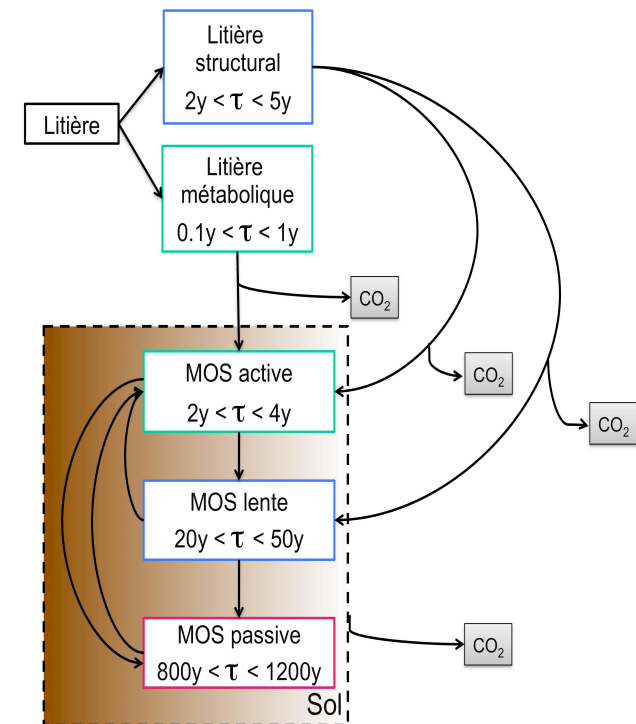 Litière
structural
2y < τ < 5y
Litière
Litière
métabolique
0.1y < τ < 1y
CO₂
MOS active
2y < τ < 4y
CO₂
CO₂
MOS lente
20y < τ < 50y
MOS passive
800y < τ < 1200y
CO₂
Sol